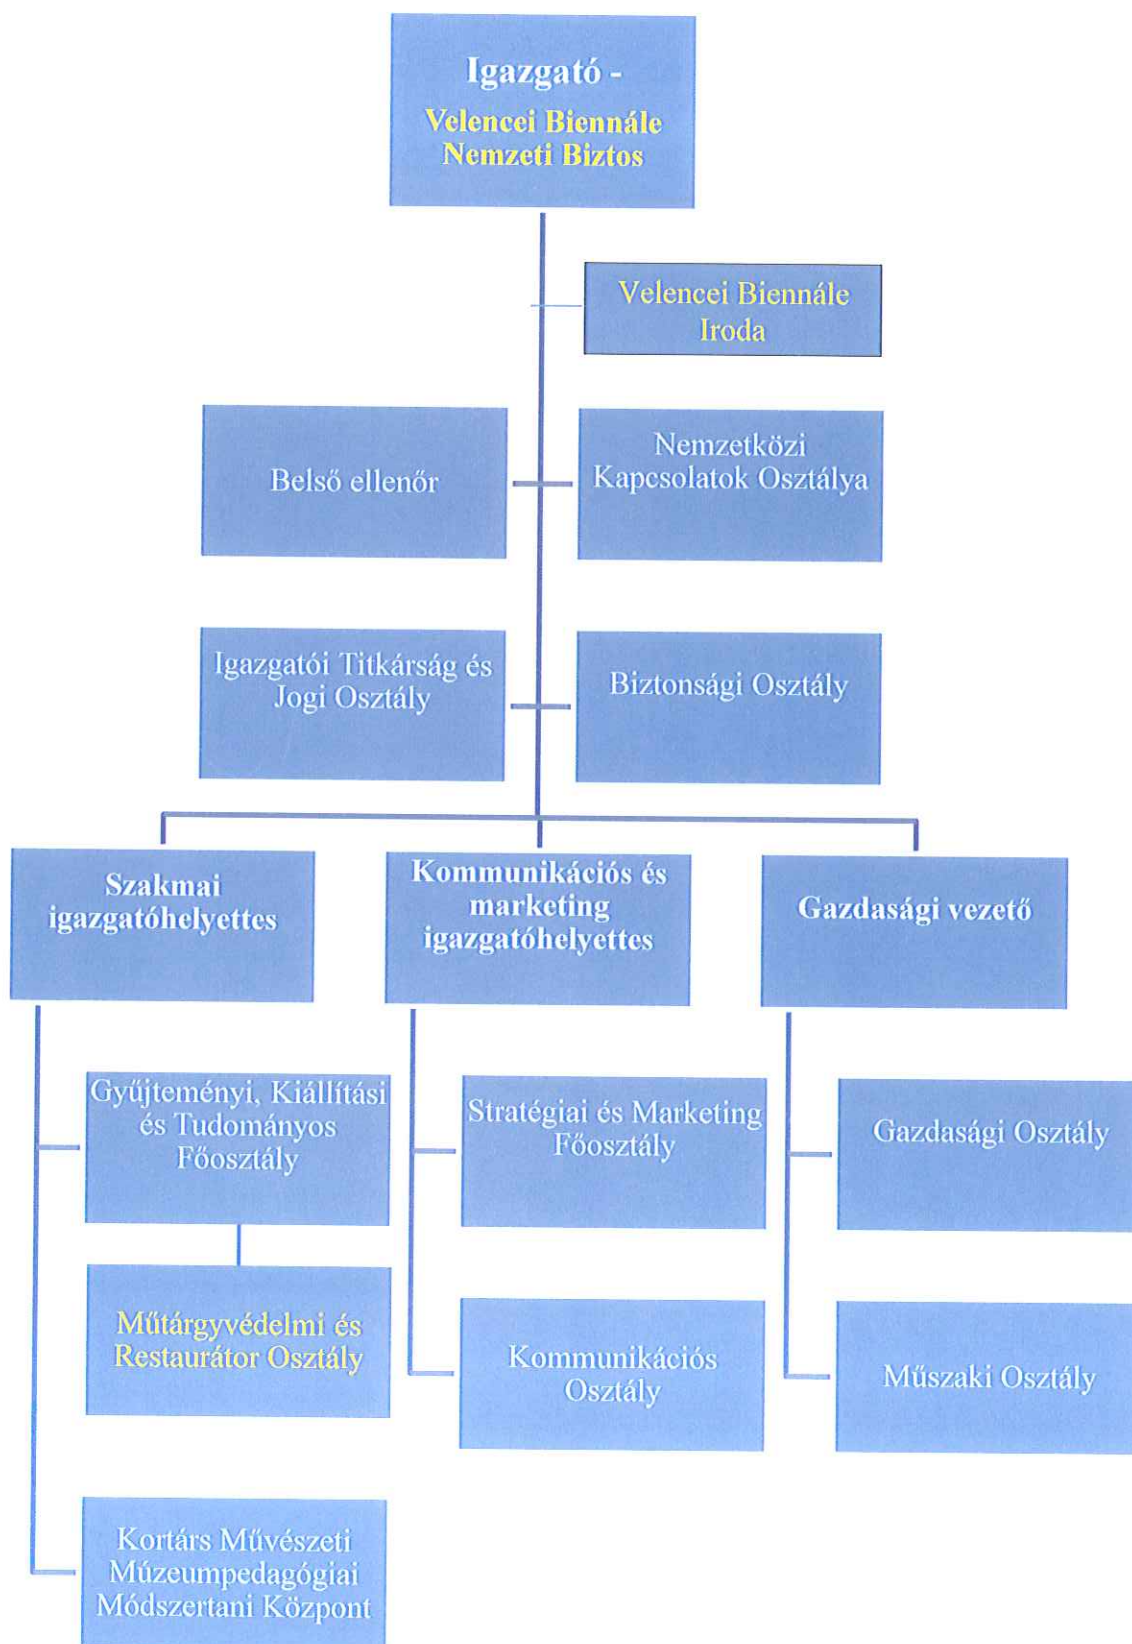 Igazgató -
Velencei Biennále
Nemzeti Biztos
Velencei Biennále
Iroda
Belső ellenőr
Nemzetközi
Kapcsolatok Osztálya
Igazgatói Titkárság és
Jogi Osztály
Biztonsági Osztály
Szakmai
igazgatóhelyettes
Kommunikációs és
marketing
igazgatóhelyettes
Gazdasági vezető
Gyűjteményi, Kiállítási
és Tudományos
Főosztály
Stratégiai és Marketing
Főosztály
Gazdasági Osztály
Műtárgyvédelmi és
Restaurátor Osztály
Kommunikációs
Osztály
Műszaki Osztály
Kortárs Művészeti
Múzeumpedagógiai
Módszertani Központ